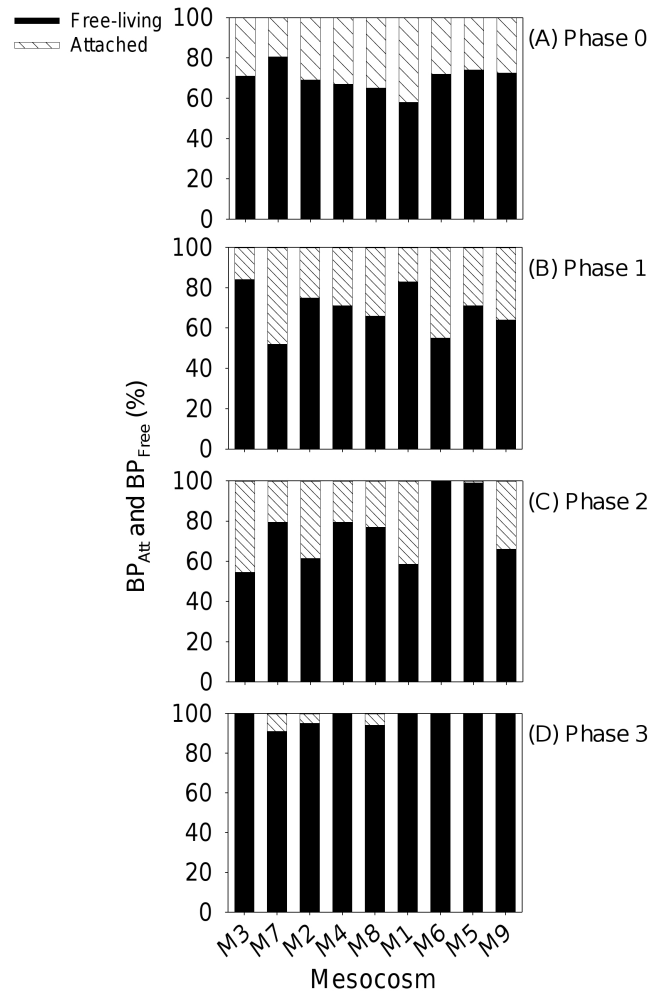 Free-living
Attached
(A) Phase 0
100
80
60
40
20
0
(B) Phase 1
100
80
60
40
20
0
(C) Phase 2
100
80
60
40
20
0
(D) Phase 3
100
80
60
40
20
0
BPAtt and BPFree (%)
M3 M7 M2 M4 M8 M1 M6 M5 M9
Mesocosm